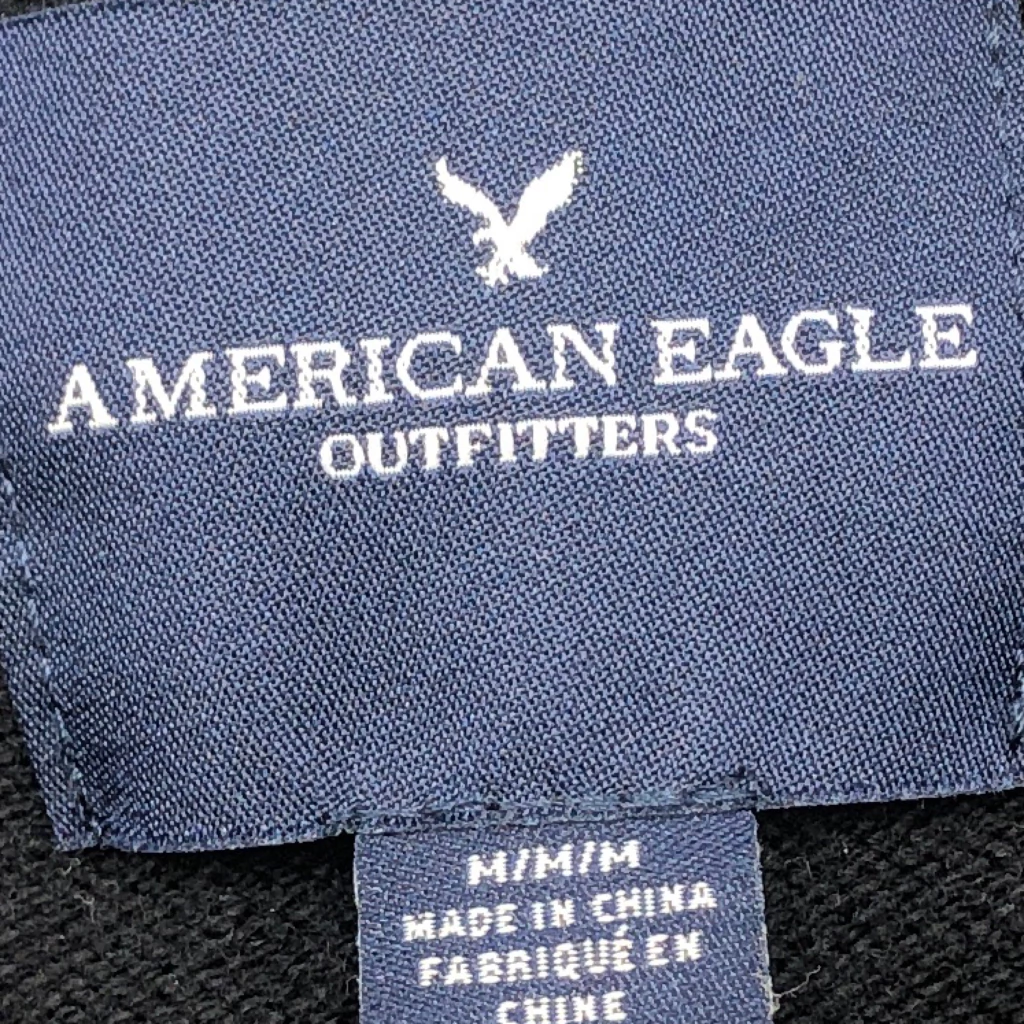 AMERICAN EAGLE
OUTFITTERS
M/M/M
MADE IN CHINA
FABRIQUÉ EN
CHINE